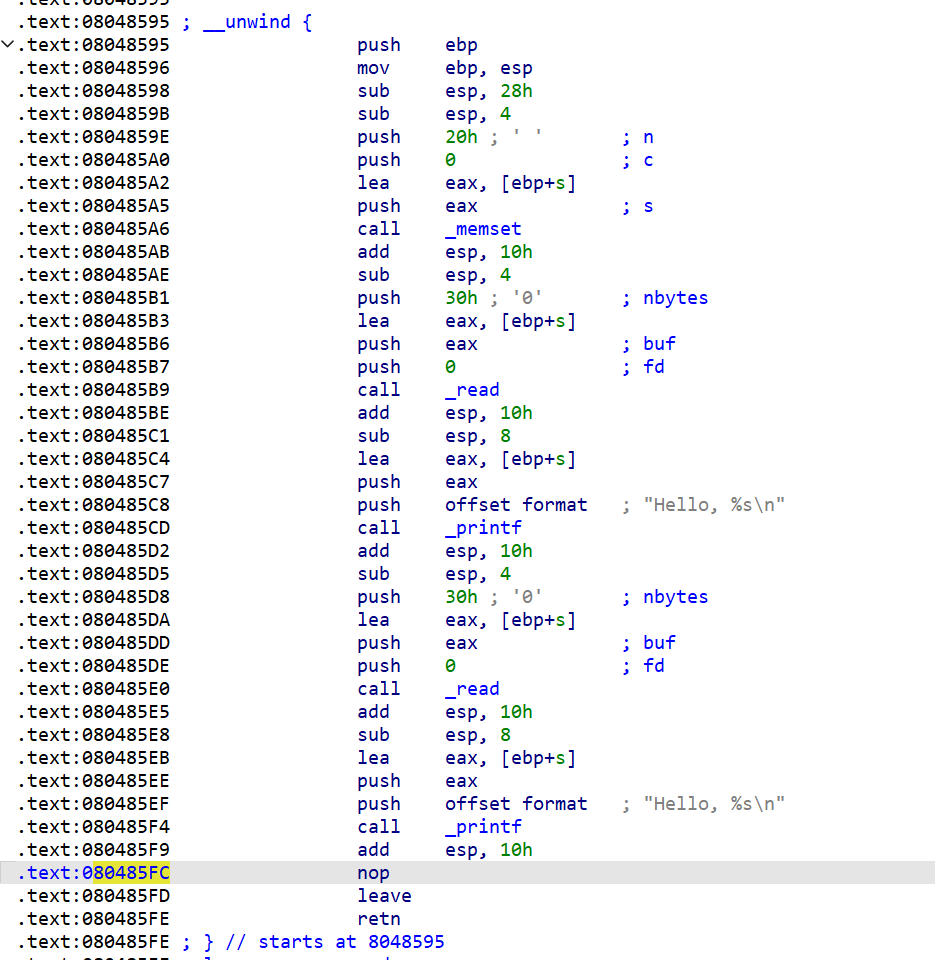 .text:08048595
.text:08048595 ; __unwind {
.text:08048595 push ebp
.text:08048596 mov ebp, esp
.text:08048598 sub esp, 28h
.text:0804859B sub esp, 4
.text:0804859E push 20h ; ' ' ; n
.text:080485A0 push 0 ; c
.text:080485A2 lea eax, [ebp+s]
.text:080485A5 push eax ; s
.text:080485A6 call _memset
.text:080485AB add esp, 10h
.text:080485AE sub esp, 4
.text:080485B1 push 30h ; '0' ; nbytes
.text:080485B3 lea eax, [ebp+s]
.text:080485B6 push eax ; buf
.text:080485B7 push 0 ; fd
.text:080485B9 call _read
.text:080485BE add esp, 10h
.text:080485C1 sub esp, 8
.text:080485C4 lea eax, [ebp+s]
.text:080485C7 push eax
.text:080485C8 push offset format ; "Hello, %s\n"
.text:080485CD call _printf
.text:080485D2 add esp, 10h
.text:080485D5 sub esp, 4
.text:080485D8 push 30h ; '0' ; nbytes
.text:080485DA lea eax, [ebp+s]
.text:080485DD push eax ; buf
.text:080485DE push 0 ; fd
.text:080485E0 call _read
.text:080485E5 add esp, 10h
.text:080485E8 sub esp, 8
.text:080485EB lea eax, [ebp+s]
.text:080485EE push eax
.text:080485EF push offset format ; "Hello, %s\n"
.text:080485F4 call _printf
.text:080485F9 add esp, 10h
.text:080485FC nop
.text:080485FD leave
.text:080485FE retn
.text:080485FE ; } // starts at 8048595